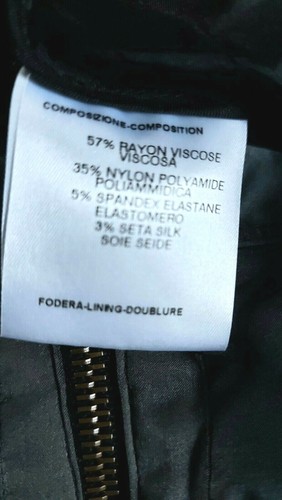 COMPOSIZIONE-COMPOSITION
57% RAYON VISCOSE
VISCOSA
35% NYLON POLYAMIDE
POLIAMMIDICA
5% SPANDEX ELASTANE
ELASTOMERO
3% SETA SILK
SOIE SEIDE
FODERA-LINING-DOUBLURE